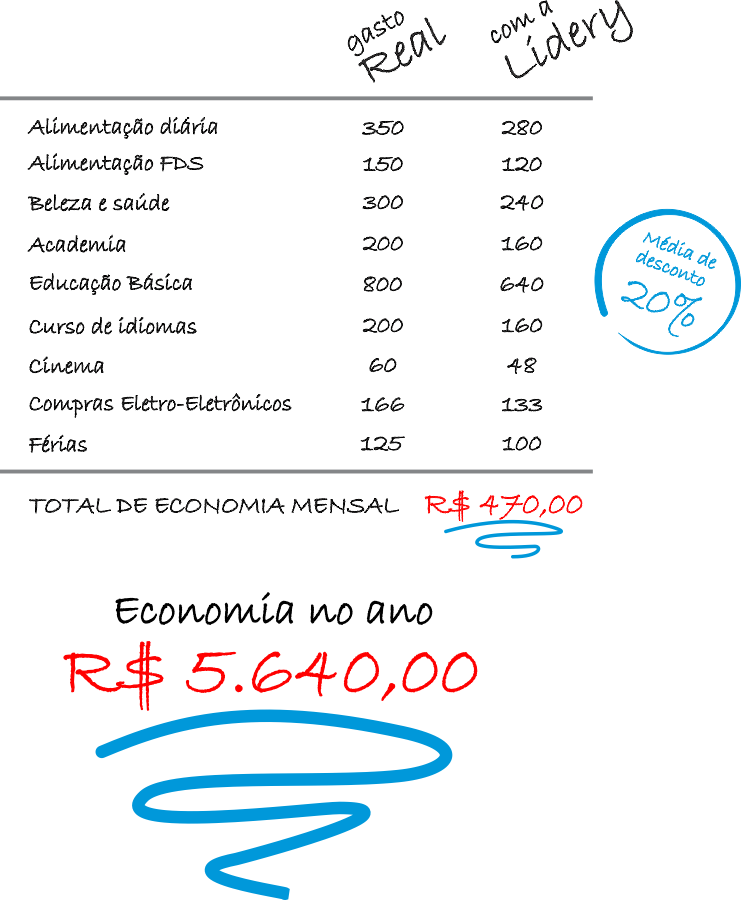 gasto com a
Real Lídery
Alimentação diária 350 280
Alimentação FDS 150 120
Beleza e saúde 300 240
Academia 200 160
Educação Básica 800 640
Curso de idiomas 200 160
Cinema 60 48
Compras Eletro-Eletrônicos 166 133
Férias 125 100
Média de
desconto
20%
TOTAL DE ECONOMIA MENSAL R$ 470,00
Economia no ano
R$ 5.640,00